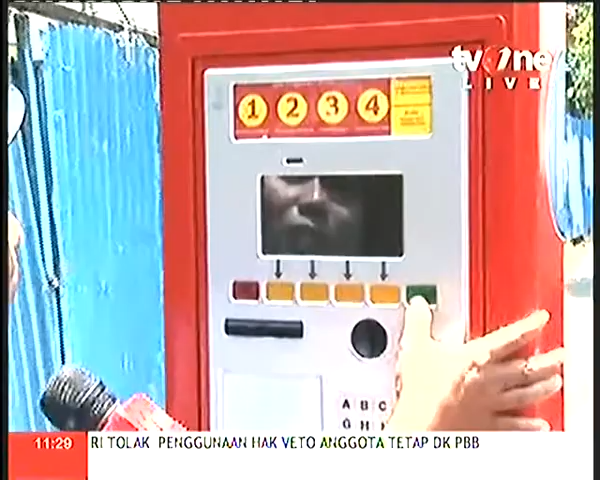 tvOne
LIVE
1 2 3 4
A B C
G H
11:29 RI TOLAK PENGGUNAAN HAK VETO ANGGOTA TETAP DK PBB